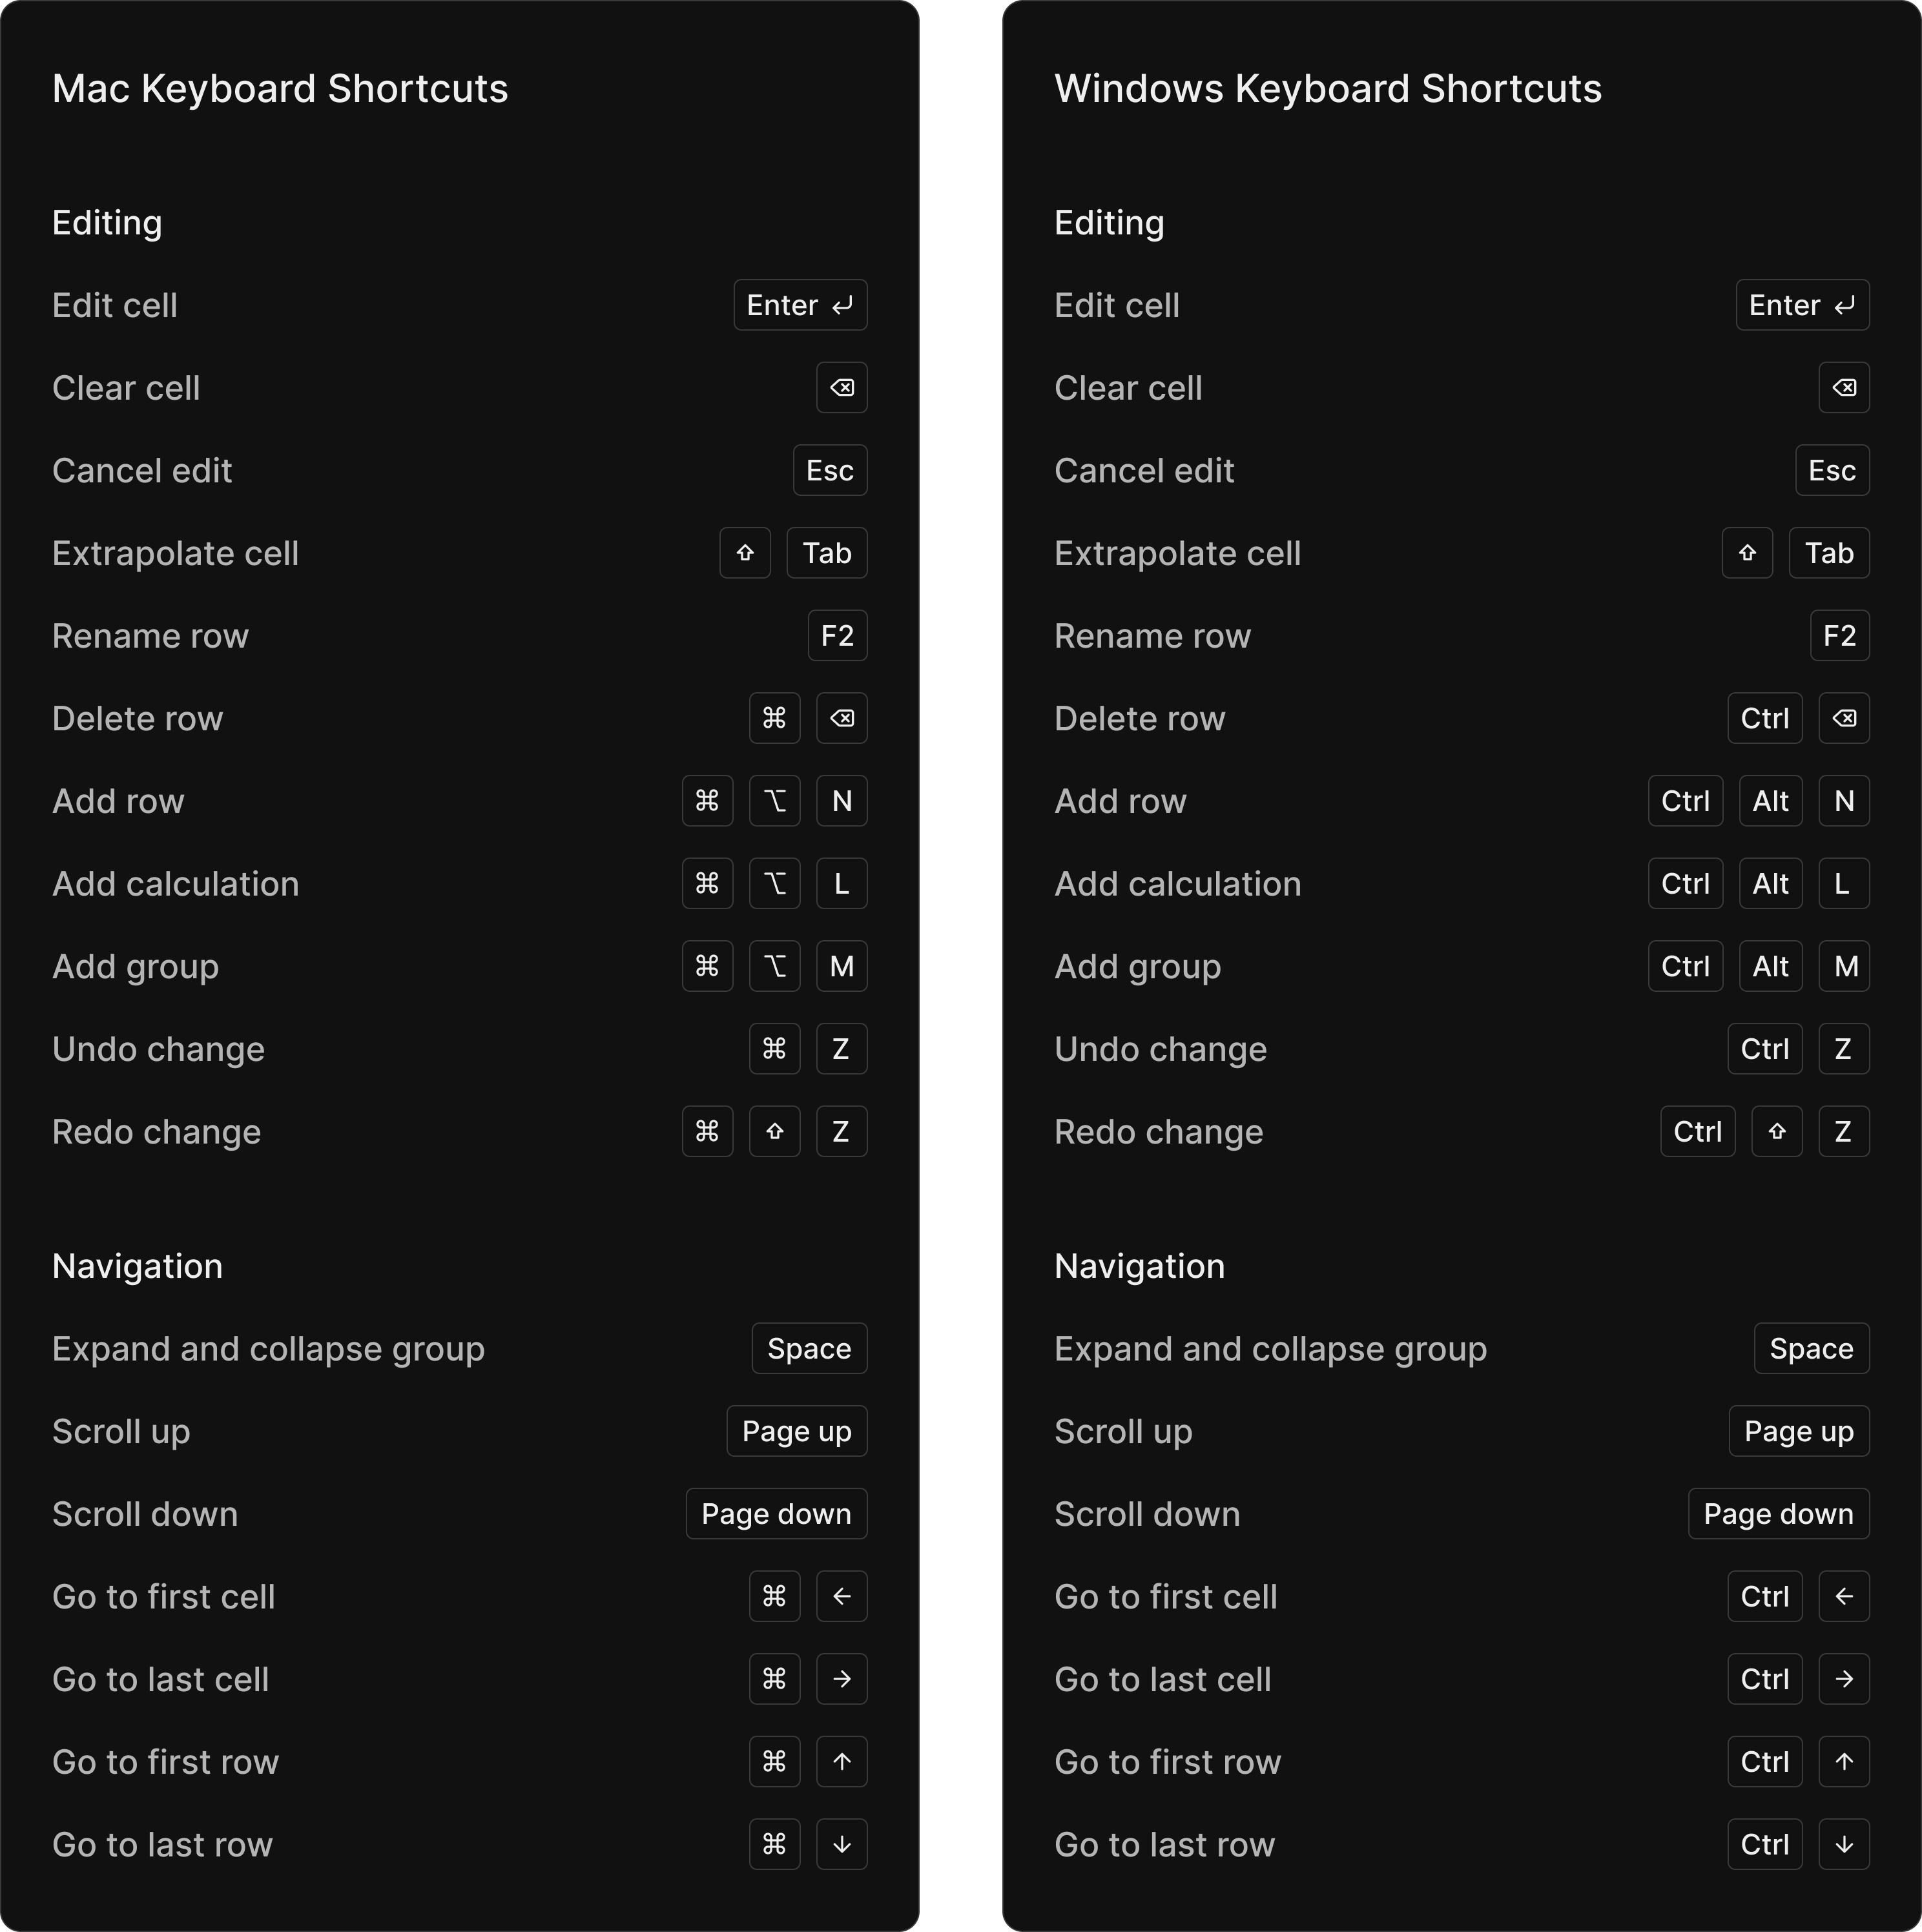 Mac Keyboard Shortcuts
Editing
Edit cell Enter ↵
Clear cell ⌫
Cancel edit Esc
Extrapolate cell ⇧ Tab
Rename row F2
Delete row ⌘ ⌫
Add row ⌘ ⌥ N
Add calculation ⌘ ⌥ L
Add group ⌘ ⌥ M
Undo change ⌘ Z
Redo change ⌘ ⇧ Z
Navigation
Expand and collapse group Space
Scroll up Page up
Scroll down Page down
Go to first cell ⌘ ←
Go to last cell ⌘ →
Go to first row ⌘ ↑
Go to last row ⌘ ↓
Windows Keyboard Shortcuts
Editing
Edit cell Enter ↵
Clear cell ⌫
Cancel edit Esc
Extrapolate cell ⇧ Tab
Rename row F2
Delete row Ctrl ⌫
Add row Ctrl Alt N
Add calculation Ctrl Alt L
Add group Ctrl Alt M
Undo change Ctrl Z
Redo change Ctrl ⇧ Z
Navigation
Expand and collapse group Space
Scroll up Page up
Scroll down Page down
Go to first cell Ctrl ←
Go to last cell Ctrl →
Go to first row Ctrl ↑
Go to last row Ctrl ↓